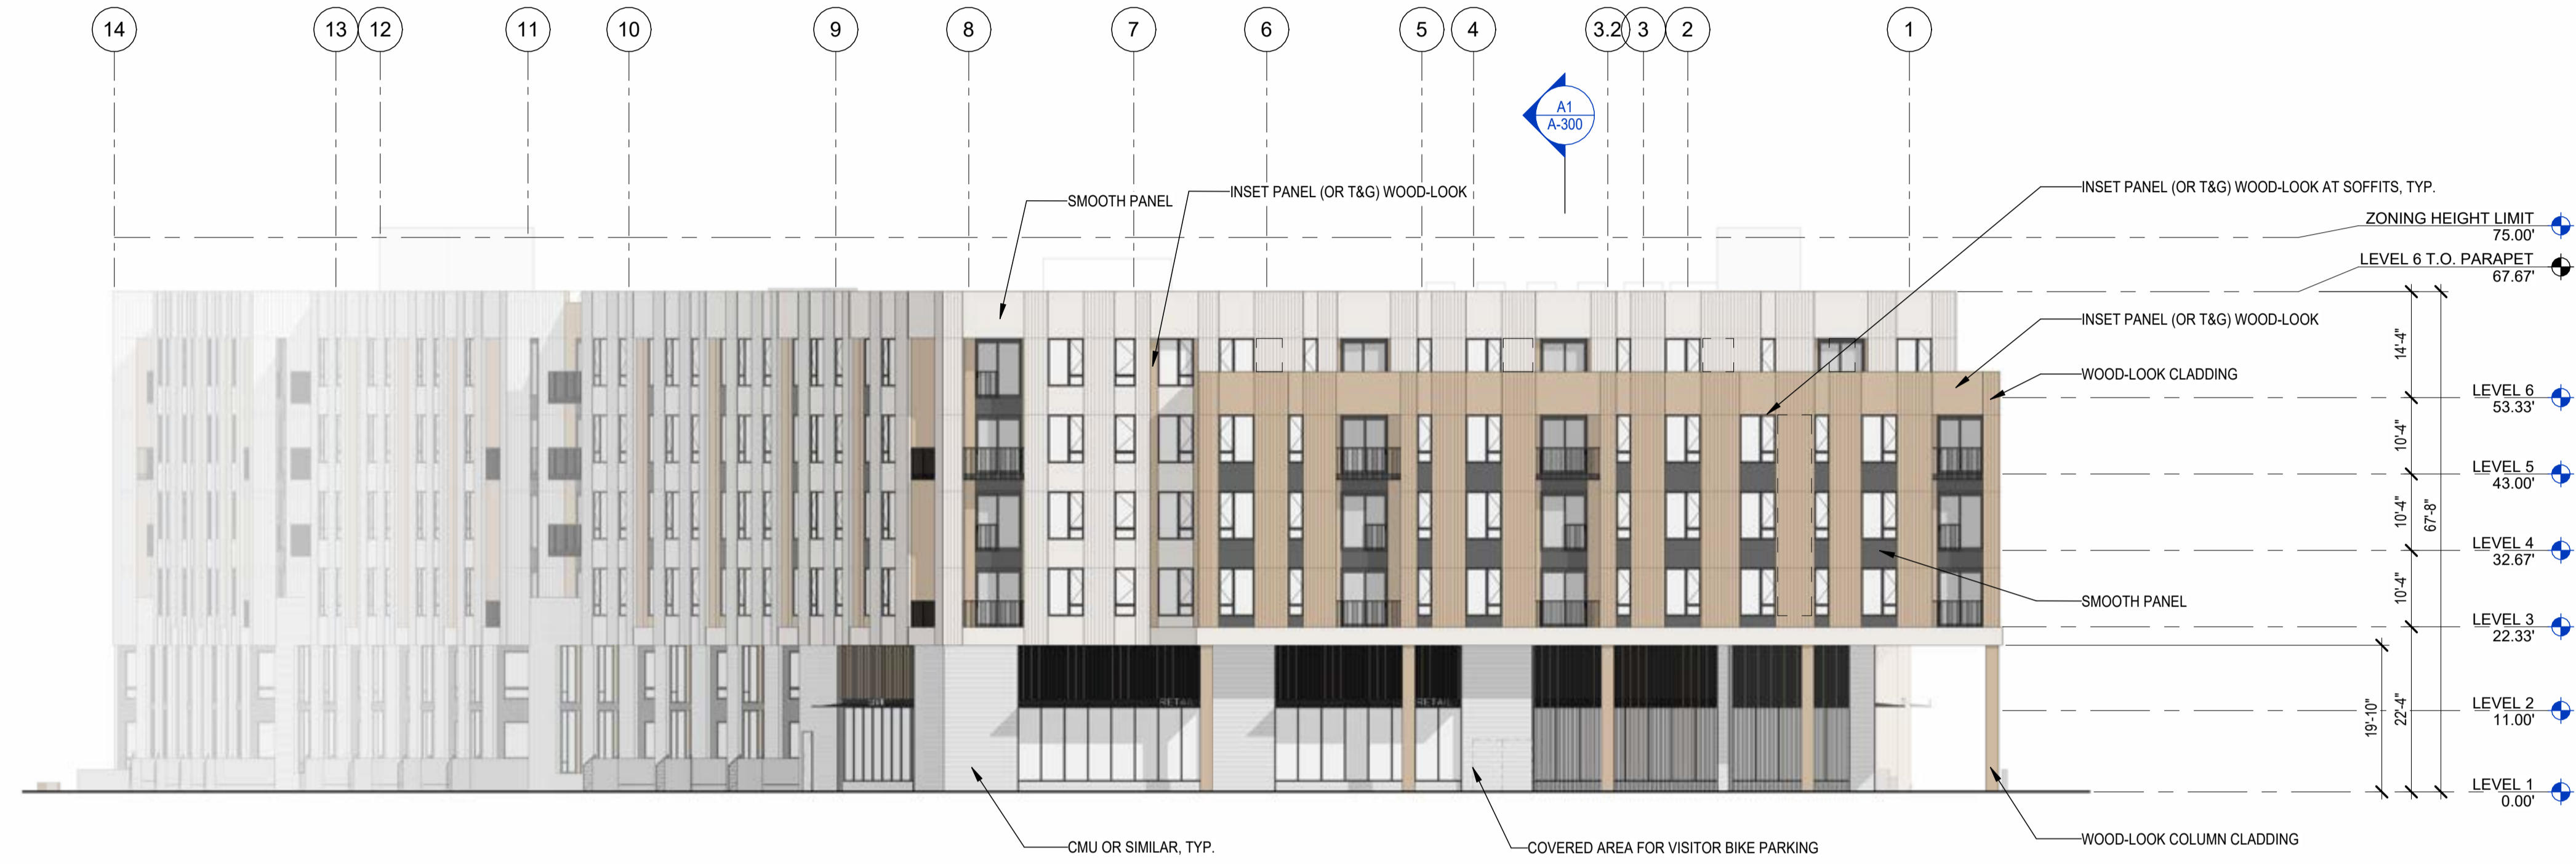 14
13
12
11
10
9
8
7
6
5
4
3.2
3
2
1
A1
A-300
SMOOTH PANEL
INSET PANEL (OR T&G) WOOD-LOOK
INSET PANEL (OR T&G) WOOD-LOOK AT SOFFITS, TYP.
ZONING HEIGHT LIMIT
75.00'
LEVEL 6 T.O. PARAPET
67.67'
INSET PANEL (OR T&G) WOOD-LOOK
14'-4"
WOOD-LOOK CLADDING
LEVEL 6
53.33'
10'-4"
LEVEL 5
43.00'
10'-4"
67'-8"
LEVEL 4
32.67'
10'-4"
SMOOTH PANEL
LEVEL 3
22.33'
RETAIL
RETAIL
19'-10"
22'-4"
LEVEL 2
11.00'
LEVEL 1
0.00'
CMU OR SIMILAR, TYP.
COVERED AREA FOR VISITOR BIKE PARKING
WOOD-LOOK COLUMN CLADDING